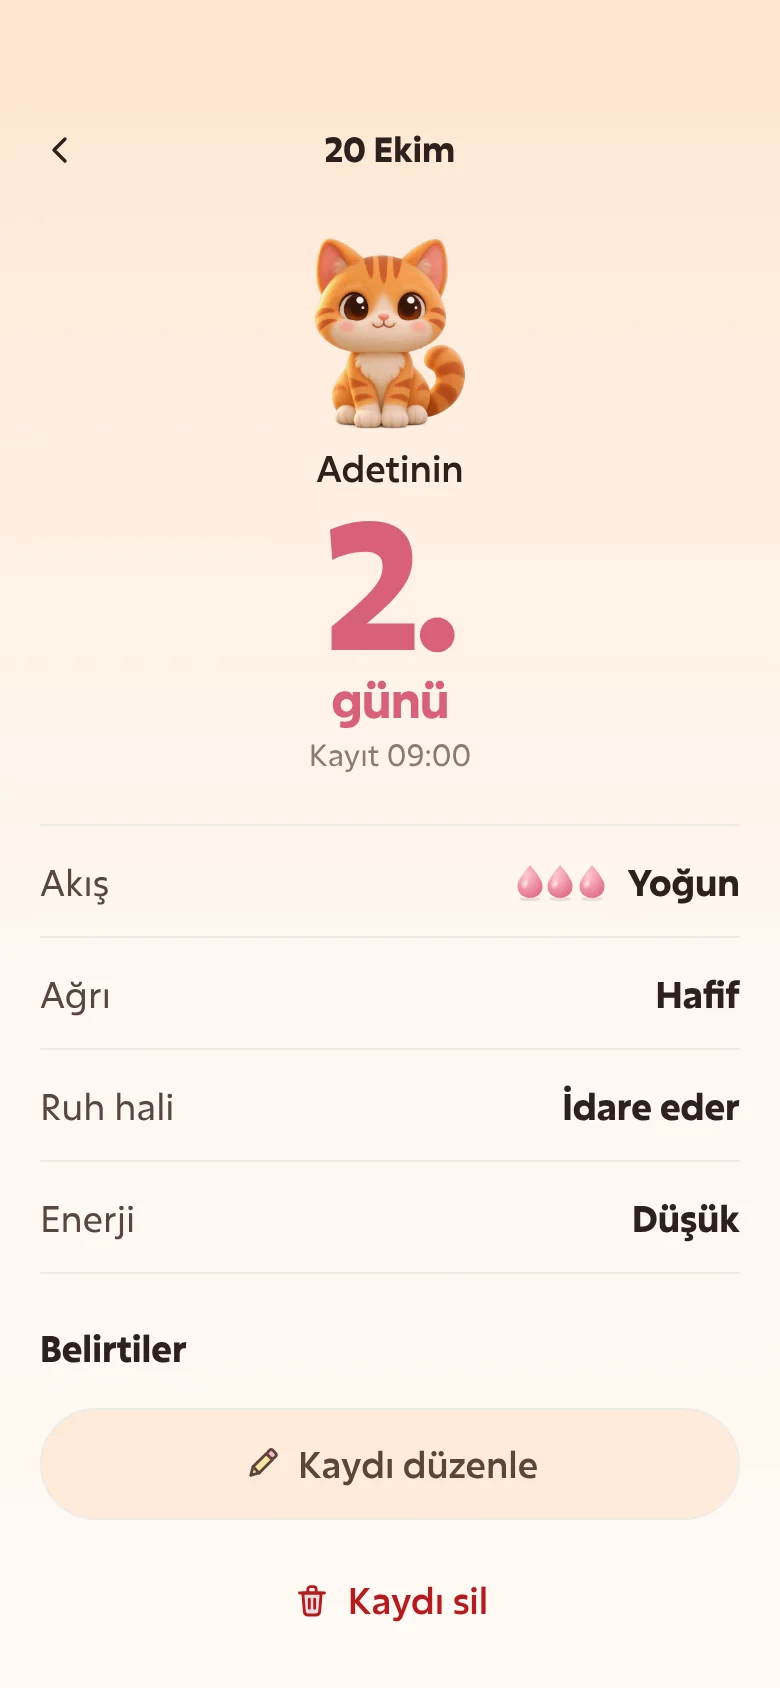 20 Ekim
Adetinin
2.
günü
Kayıt 09:00
Akış Yoğun
Ağrı Hafif
Ruh hali İdare eder
Enerji Düşük
Belirtiler
Kaydı düzenle
Kaydı sil